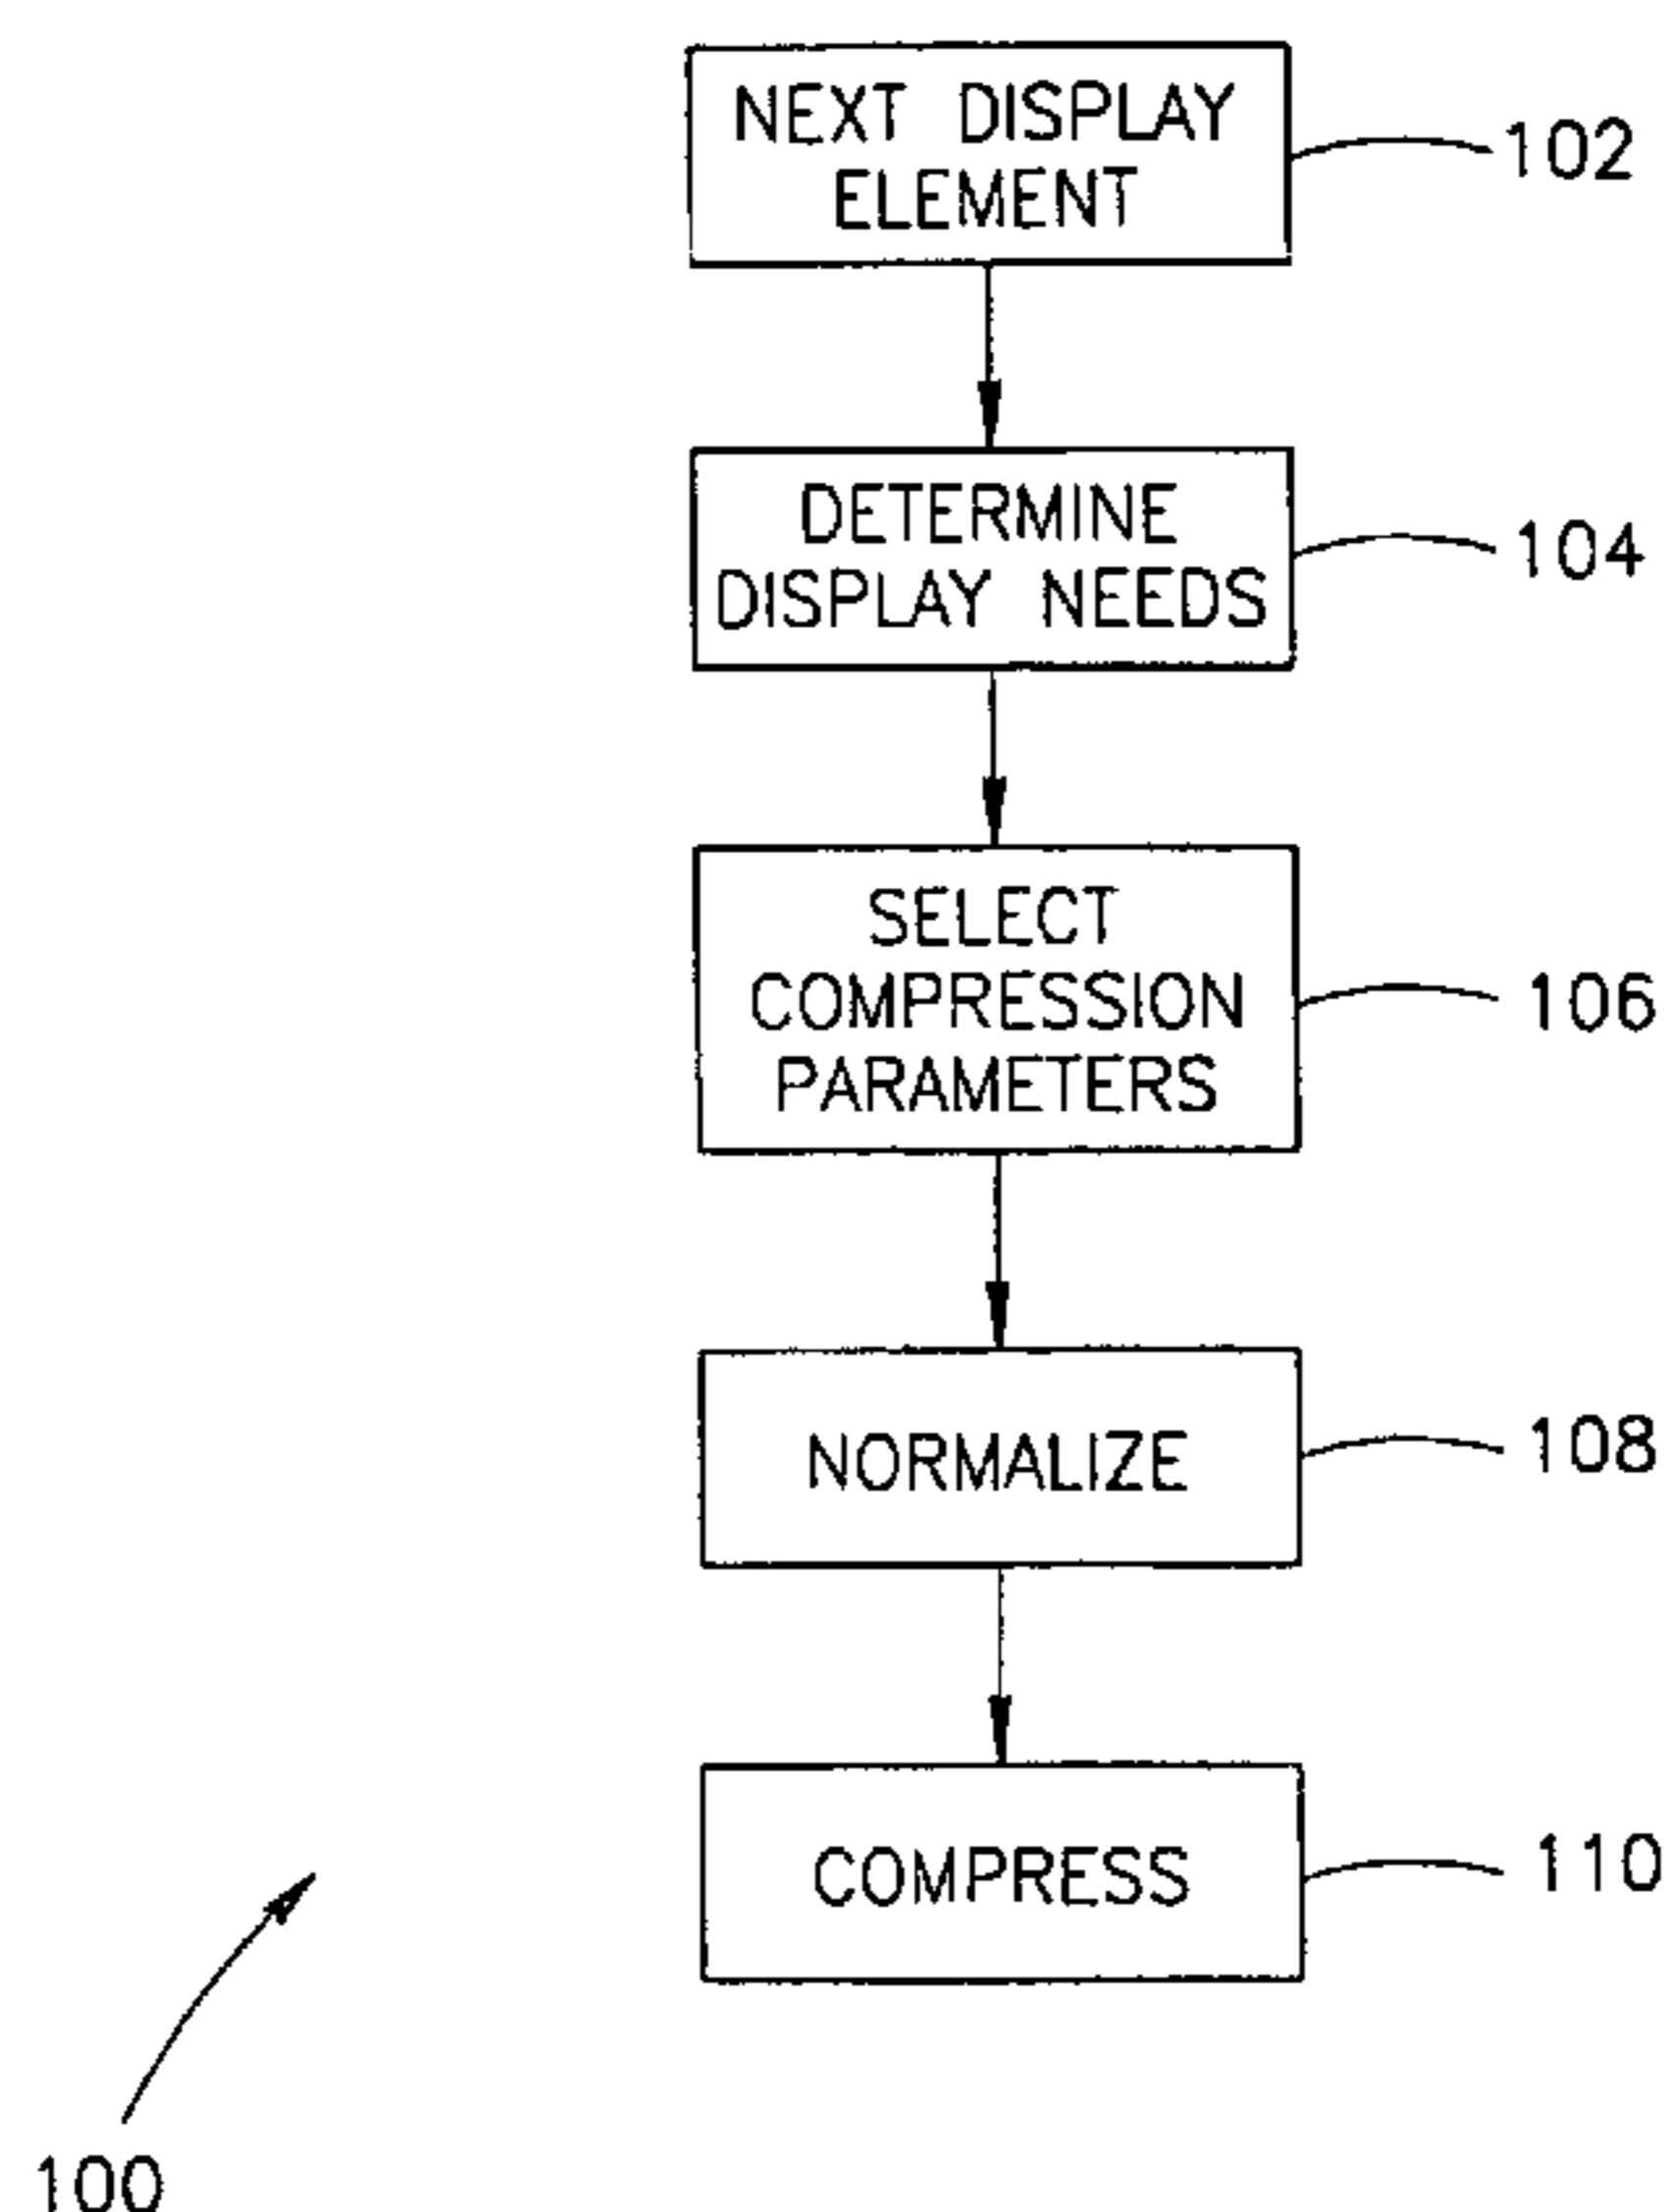 NEXT DISPLAY
ELEMENT
102
DETERMINE
DISPLAY NEEDS
104
SELECT
COMPRESSION
PARAMETERS
106
NORMALIZE
108
COMPRESS
110
100